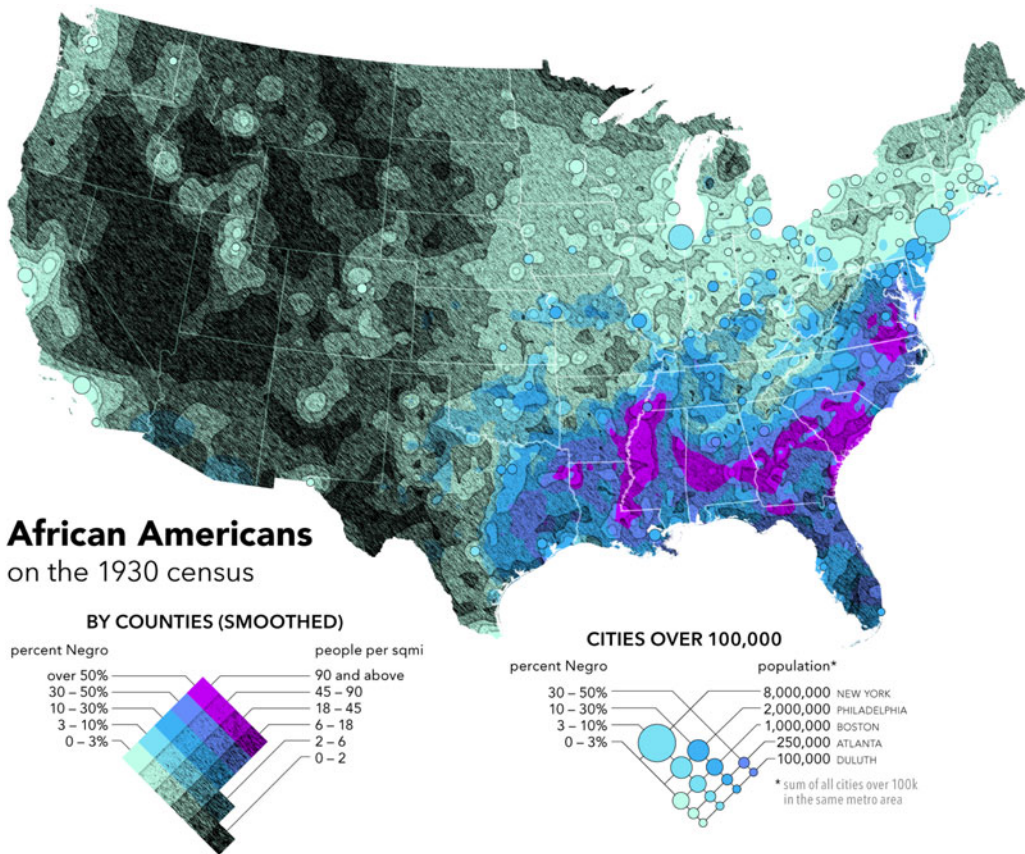 African Americans
on the 1930 census
BY COUNTIES (SMOOTHED)
percent Negro
over 50%
30 – 50%
10 – 30%
3 – 10%
0 – 3%
people per sqmi
90 and above
45 – 90
18 – 45
6 – 18
2 – 6
0 – 2
CITIES OVER 100,000
percent Negro
30 – 50%
10 – 30%
3 – 10%
0 – 3%
population*
8,000,000 NEW YORK
2,000,000 PHILADELPHIA
1,000,000 BOSTON
250,000 ATLANTA
100,000 DULUTH
* sum of all cities over 100k
in the same metro area